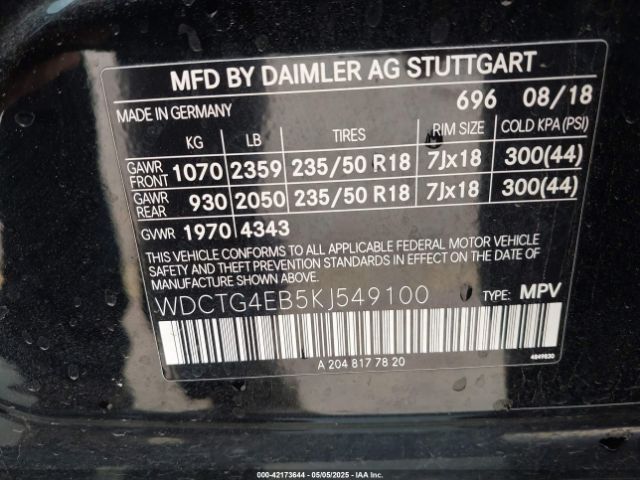 MFD BY DAIMLER AG STUTTGART
MADE IN GERMANY 696 08/18
KG LB TIRES RIM SIZE COLD KPA(PSI)
GAWR FRONT 1070 2359 235/50 R18 7Jx18 300(44)
GAWR REAR 930 2050 235/50 R18 7Jx18 300(44)
GVWR 1970 4343
THIS VEHICLE CONFORMS TO ALL APPLICABLE FEDERAL MOTOR VEHICLE
SAFETY AND THEFT PREVENTION STANDARDS IN EFFECT ON THE DATE OF
MANUFACTURE SHOWN ABOVE.
WDCTG4EB5KJ549100 TYPE: MPV
A 204 817 78 20 4849830
© 42173644 - 05/05/2025 - IAA Inc.